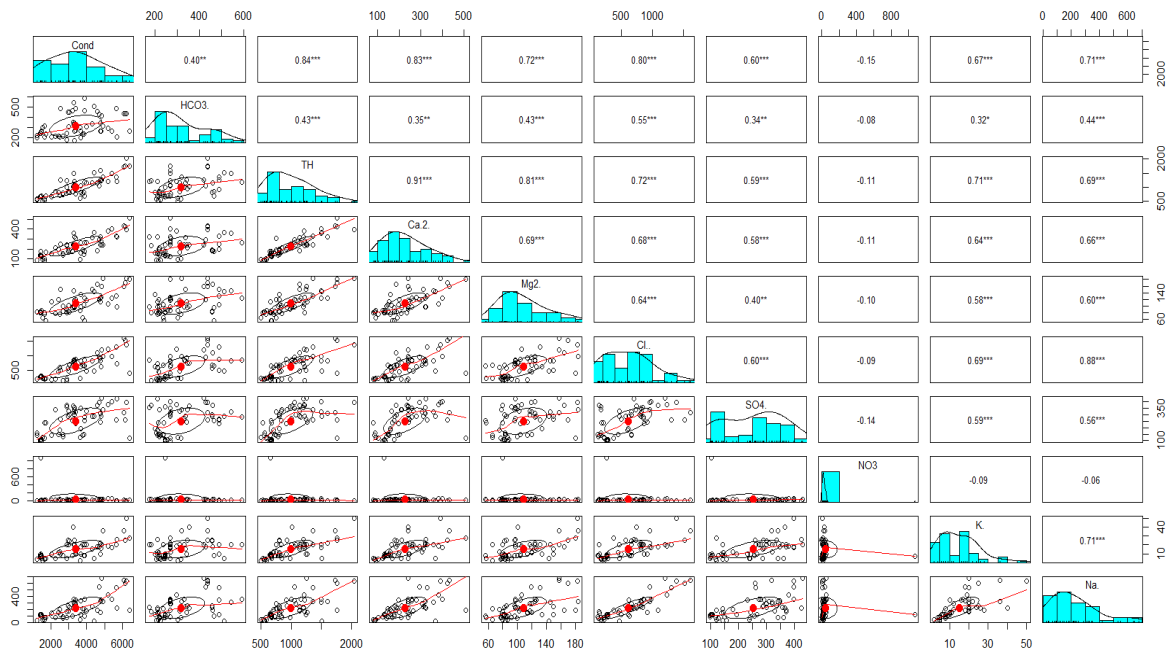 200 400 600 100 300 500 500 1000 0 400 1000 0 200 400 600
Cond 0.40** 0.84*** 0.83*** 0.72*** 0.80*** 0.60*** -0.15 0.67*** 0.71*** 2000
200 500 HCO3. 0.43*** 0.35** 0.43*** 0.55*** 0.34** -0.08 0.32* 0.44***
TH 0.91*** 0.81*** 0.72*** 0.59*** -0.11 0.71*** 0.69*** 500 2000
100 400 Ca.2. 0.69*** 0.68*** 0.58*** -0.11 0.64*** 0.66***
Mg2. 0.64*** 0.40** -0.10 0.58*** 0.60*** 60 140
500 Cl.. 0.60*** -0.09 0.69*** 0.88***
SO4. -0.14 0.59*** 0.56*** 100 350
0 600 NO3 -0.09 -0.06
K. 0.71*** 10 40
0 400 Na.
2000 4000 6000 500 1000 2000 60 100 140 180 100 200 300 400 10 30 50